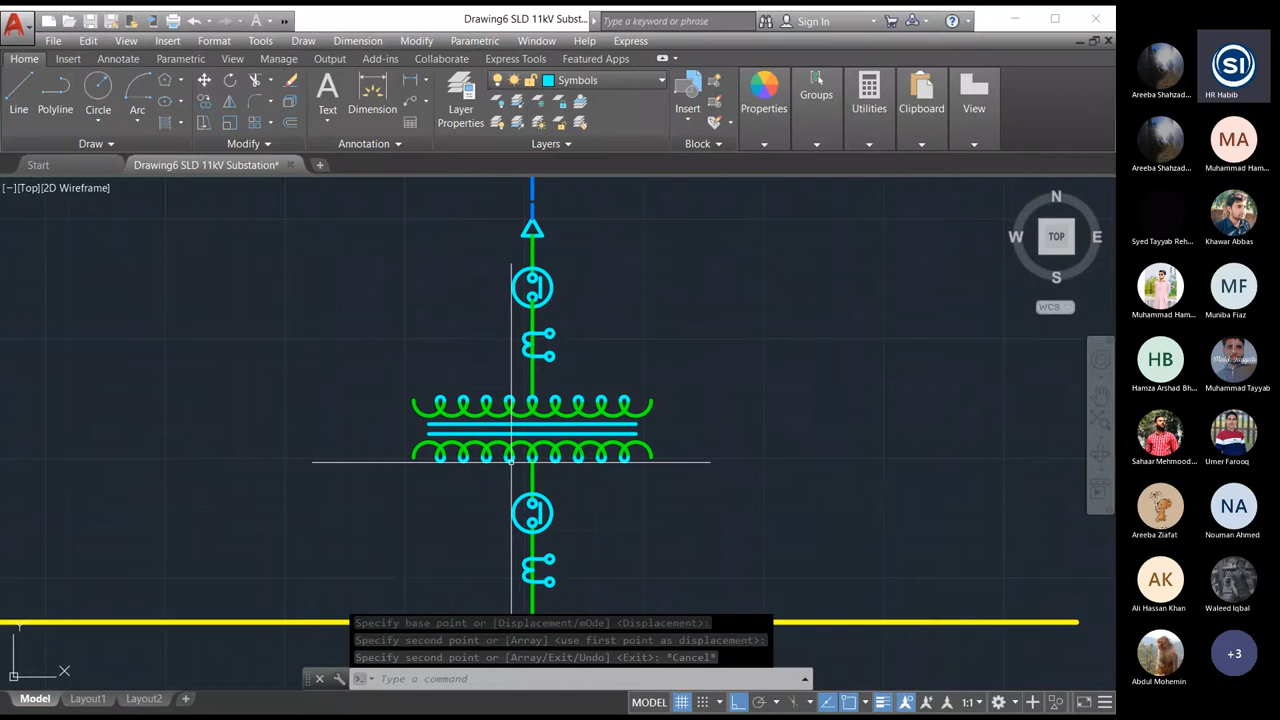 Drawing6 SLD 11kV Subst...
Type a keyword or phrase
Sign In
File Edit View Insert Format Tools Draw Dimension Modify Parametric Window Help Express
Home Insert Annotate Parametric View Manage Output Add-ins Collaborate Express Tools Featured Apps
Symbols
Line Polyline Circle Arc
Text Dimension
Layer
Properties
Insert
Properties
Groups
Utilities
Clipboard
View
Draw
Modify
Annotation
Layers
Block
Start
Drawing6 SLD 11kV Substation*
[−][Top][2D Wireframe]
N
W
TOP
E
S
WCS
Specify base point or [Displacement/mOde] <Displacement>:
Specify second point or [Array] <use first point as displacement>:
Specify second point or [Array/Exit/Undo] <Exit>: *Cancel*
Type a command
Y
X
Model Layout1 Layout2
MODEL
1:1
A
SI
Areeba Shahzad...
HR Habib
MA
Areeba Shahzad...
Muhammad Ham...
Syed Tayyab Reh...
Khawar Abbas
MF
Muhammad Ham...
Muniba Fiaz
HB
Hamza Arshad Bh...
Muhammad Tayyab
Sahaar Mehmood...
Umer Farooq
NA
Areeba Ziafat
Nouman Ahmed
AK
Ali Hassan Khan
Waleed Iqbal
+3
Abdul Mohemin